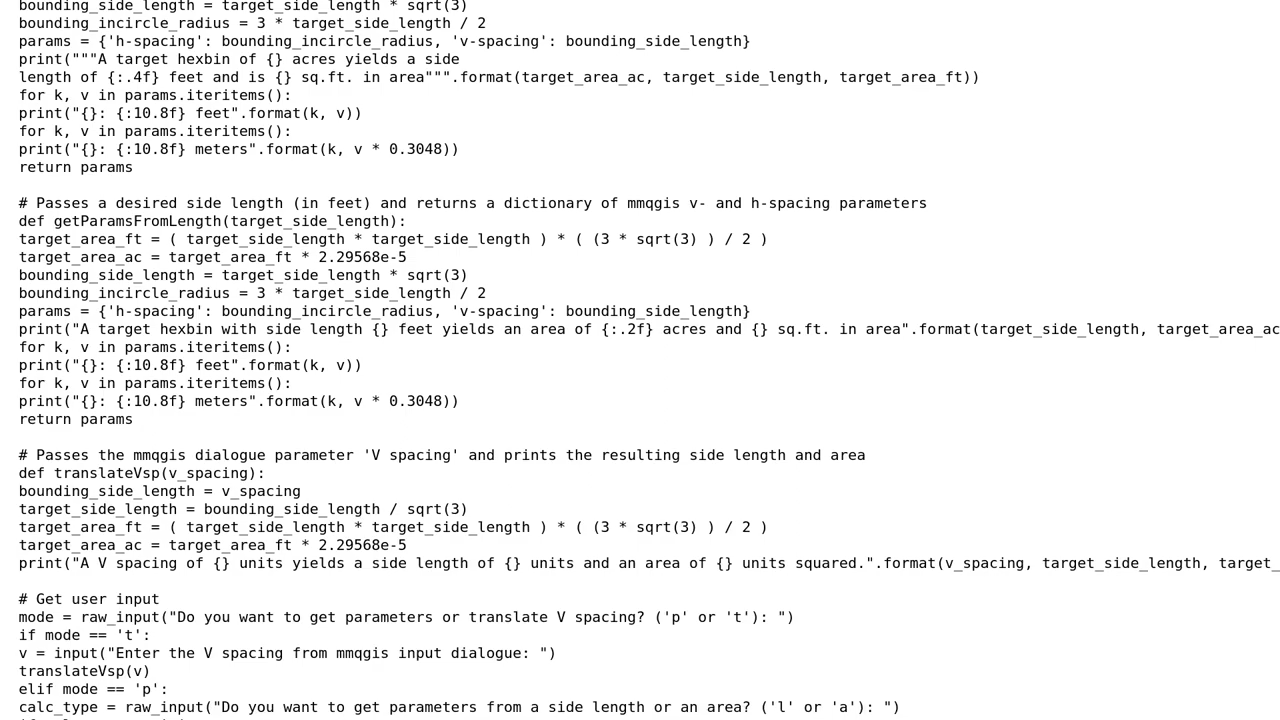 bounding_side_length = target_side_length * sqrt(3)
bounding_incircle_radius = 3 * target_side_length / 2
params = {'h-spacing': bounding_incircle_radius, 'v-spacing': bounding_side_length}
print("""A target hexbin of {} acres yields a side
length of {:.4f} feet and is {} sq.ft. in area""".format(target_area_ac, target_side_length, target_area_ft))
for k, v in params.iteritems():
print("{}: {:10.8f} feet".format(k, v))
for k, v in params.iteritems():
print("{}: {:10.8f} meters".format(k, v * 0.3048))
return params

# Passes a desired side length (in feet) and returns a dictionary of mmqgis v- and h-spacing parameters
def getParamsFromLength(target_side_length):
target_area_ft = ( target_side_length * target_side_length ) * ( (3 * sqrt(3) ) / 2 )
target_area_ac = target_area_ft * 2.29568e-5
bounding_side_length = target_side_length * sqrt(3)
bounding_incircle_radius = 3 * target_side_length / 2
params = {'h-spacing': bounding_incircle_radius, 'v-spacing': bounding_side_length}
print("A target hexbin with side length {} feet yields an area of {:.2f} acres and {} sq.ft. in area".format(target_side_length, target_area_ac
for k, v in params.iteritems():
print("{}: {:10.8f} feet".format(k, v))
for k, v in params.iteritems():
print("{}: {:10.8f} meters".format(k, v * 0.3048))
return params

# Passes the mmqgis dialogue parameter 'V spacing' and prints the resulting side length and area
def translateVsp(v_spacing):
bounding_side_length = v_spacing
target_side_length = bounding_side_length / sqrt(3)
target_area_ft = ( target_side_length * target_side_length ) * ( (3 * sqrt(3) ) / 2 )
target_area_ac = target_area_ft * 2.29568e-5
print("A V spacing of {} units yields a side length of {} units and an area of {} units squared.".format(v_spacing, target_side_length, target_

# Get user input
mode = raw_input("Do you want to get parameters or translate V spacing? ('p' or 't'): ")
if mode == 't':
v = input("Enter the V spacing from mmqgis input dialogue: ")
translateVsp(v)
elif mode == 'p':
calc_type = raw_input("Do you want to get parameters from a side length or an area? ('l' or 'a'): ")